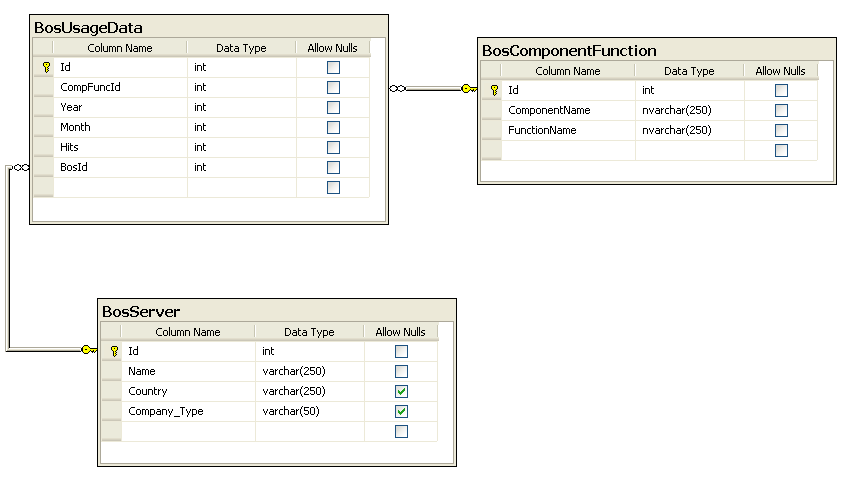 BosUsageData
Column Name Data Type Allow Nulls
Id int
CompFuncId int
Year int
Month int
Hits int
BosId int
BosComponentFunction
Column Name Data Type Allow Nulls
Id int
ComponentName nvarchar(250)
FunctionName nvarchar(250)
BosServer
Column Name Data Type Allow Nulls
Id int
Name varchar(250)
Country varchar(250)
Company_Type varchar(50)